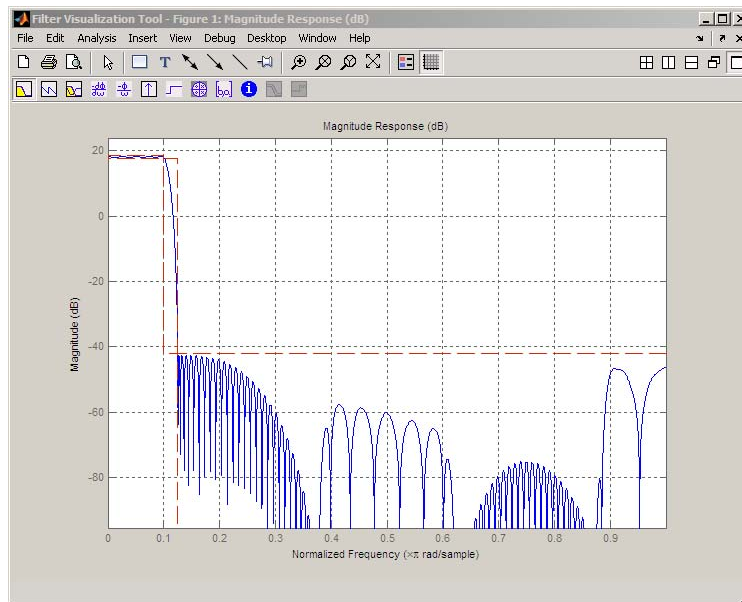 Filter Visualization Tool - Figure 1: Magnitude Response (dB)
File Edit Analysis Insert View Debug Desktop Window Help
T
Magnitude Response (dB)
20
0
-20
-40
-60
-80
Magnitude (dB)
0 0.1 0.2 0.3 0.4 0.5 0.6 0.7 0.8 0.9
Normalized Frequency (×π rad/sample)